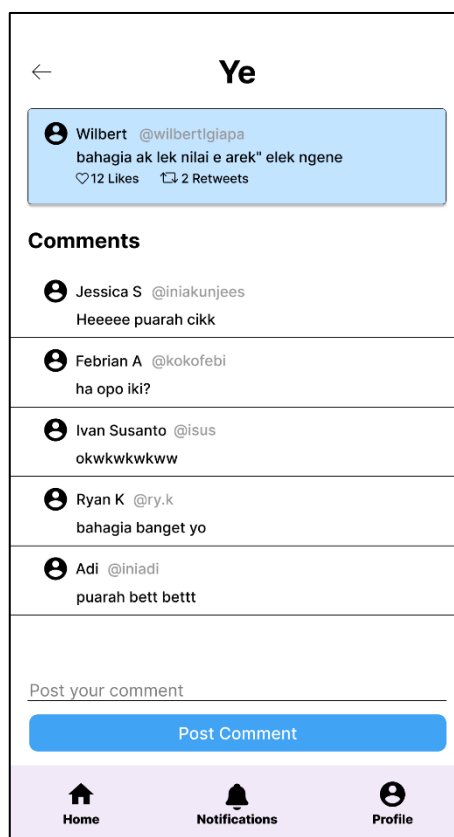 Ye
Wilbert @wilbertlgiapa
bahagia ak lek nilai e arek" elek ngene
12 Likes 2 Retweets
Comments
Jessica S @iniakunjees
Heeeee puarah cikk
Febrian A @kokofebi
ha opo iki?
Ivan Susanto @isus
okwkwkwkww
Ryan K @ry.k
bahagia banget yo
Adi @iniadi
puarah bett bettt
Post your comment
Post Comment
Home Notifications Profile